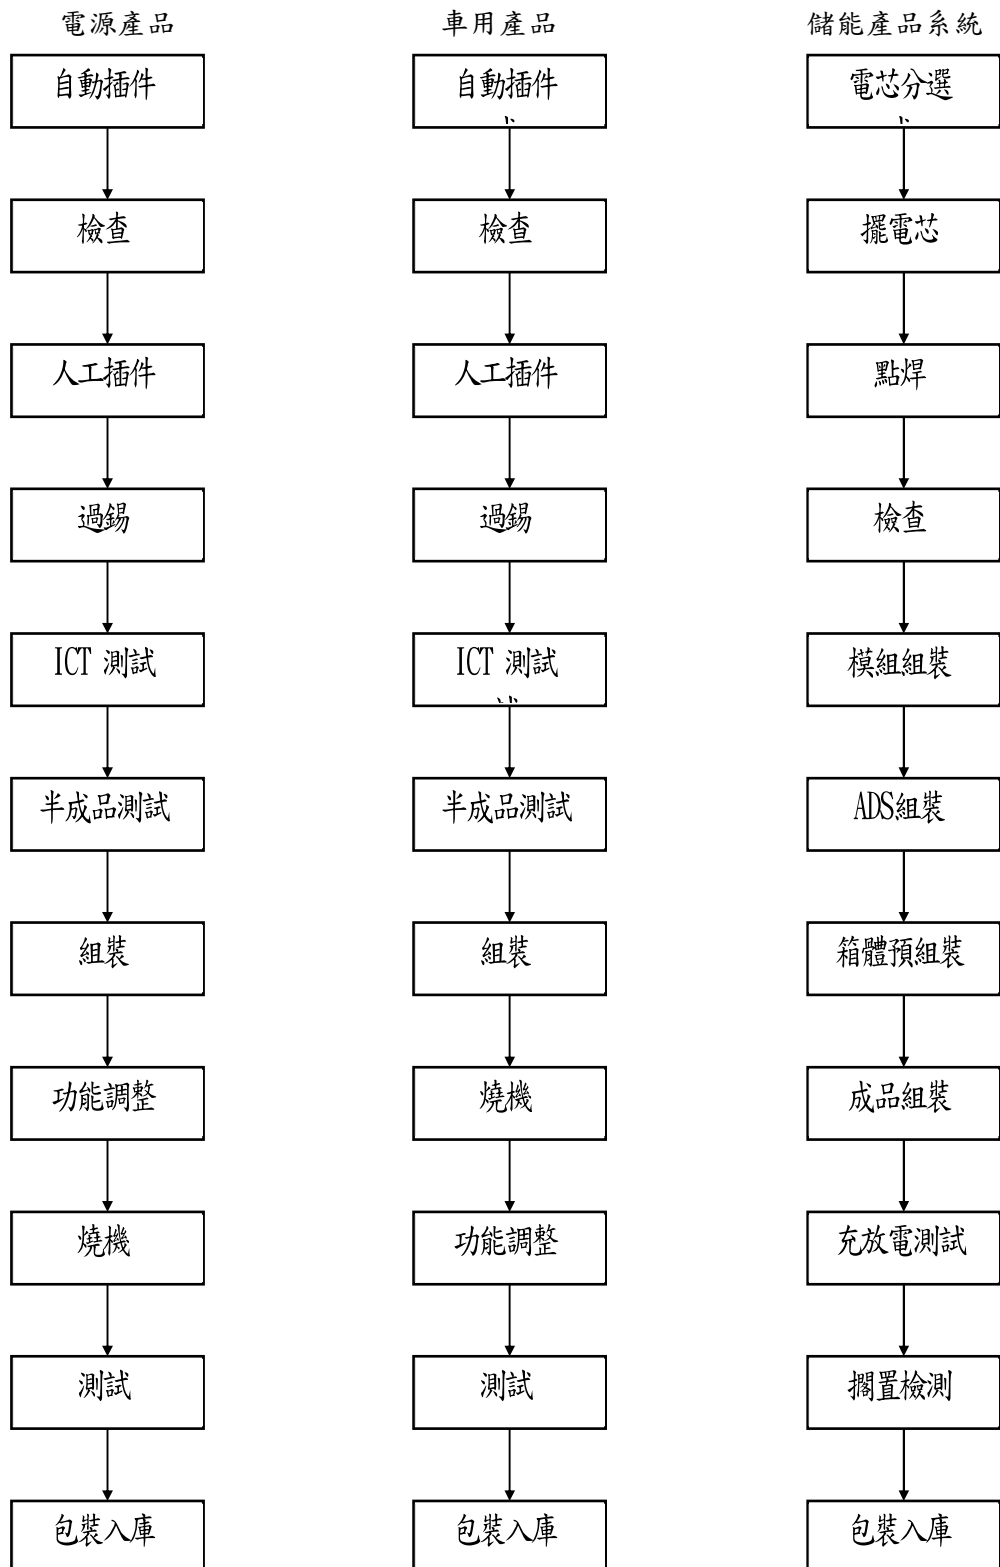 電源產品
自動插件
檢查
人工插件
過錫
ICT 測試
半成品測試
組裝
功能調整
燒機
測試
包裝入庫
車用產品
自動插件
檢查
人工插件
過錫
ICT 測試
半成品測試
組裝
燒機
功能調整
測試
包裝入庫
儲能產品系統
電芯分選
擺電芯
點焊
檢查
模組組裝
ADS組裝
箱體預組裝
成品組裝
充放電測試
擱置檢測
包裝入庫